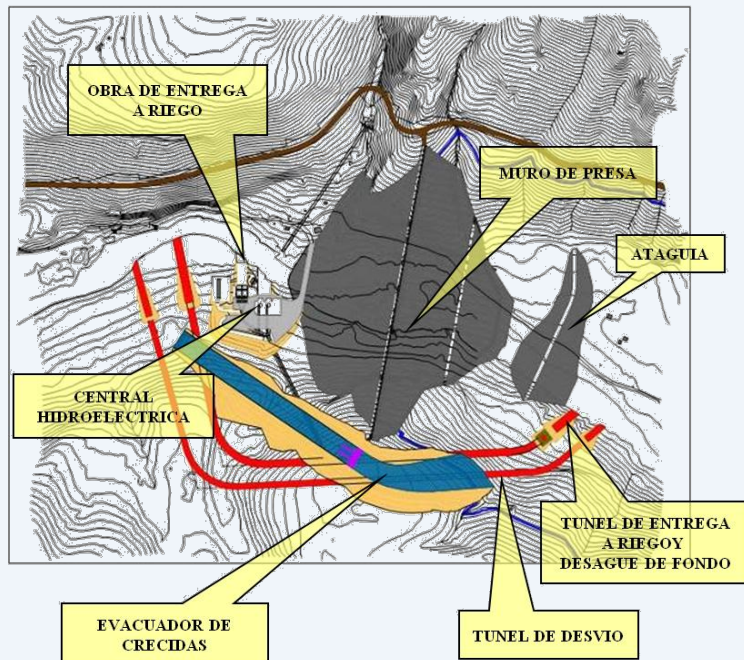 OBRA DE ENTREGA
A RIEGO
MURO DE PRESA
ATAGUIA
CENTRAL
HIDROELECTRICA
TUNEL DE ENTREGA
A RIEGOY
DESAGUE DE FONDO
EVACUADOR DE
CRECIDAS
TUNEL DE DESVIO